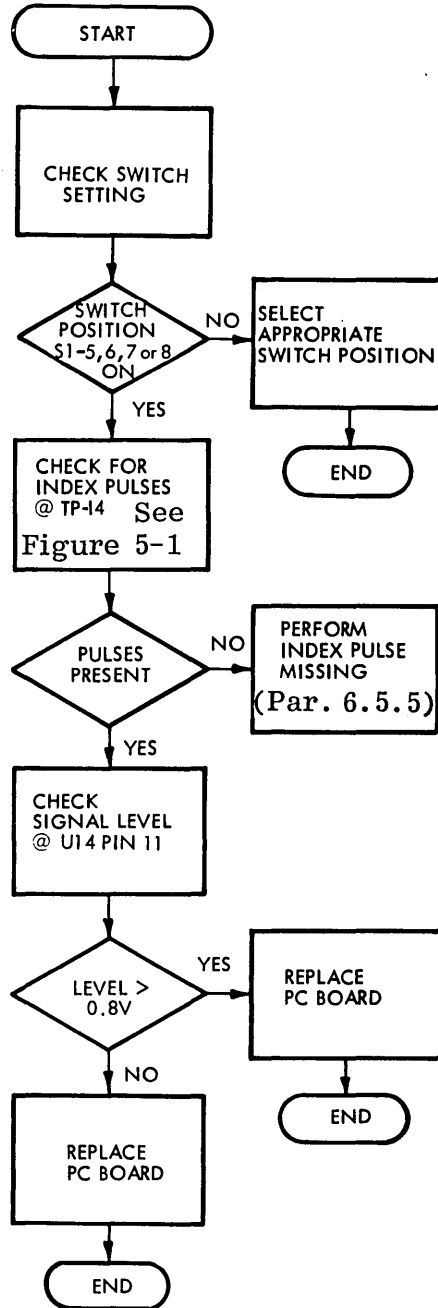 START
CHECK SWITCH
SETTING
SWITCH
POSITION
S1-5,6,7 or 8
ON
NO
SELECT
APPROPRIATE
SWITCH POSITION
END
YES
CHECK FOR
INDEX PULSES
@ TP-14 See
Figure 5-1
PULSES
PRESENT
NO
PERFORM
INDEX PULSE
MISSING
(Par. 6.5.5)
YES
CHECK
SIGNAL LEVEL
@ U14 PIN 11
LEVEL >
0.8V
YES
REPLACE
PC BOARD
END
NO
REPLACE
PC BOARD
END